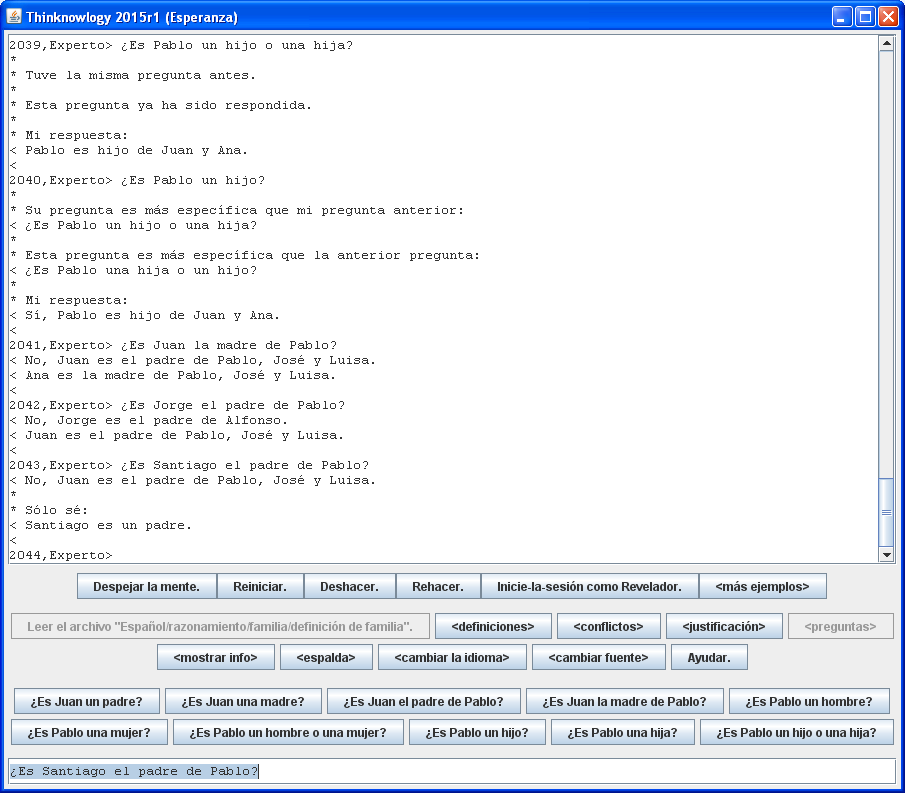 Thinknowlogy 2015r1 (Esperanza)
2039,Experto> ¿Es Pablo un hijo o una hija?
*
* Tuve la misma pregunta antes.
*
* Esta pregunta ya ha sido respondida.
*
* Mi respuesta:
< Pablo es hijo de Juan y Ana.
<
2040,Experto> ¿Es Pablo un hijo?
*
* Su pregunta es más específica que mi pregunta anterior:
< ¿Es Pablo un hijo o una hija?
*
* Esta pregunta es más específica que la anterior pregunta:
< ¿Es Pablo una hija o un hijo?
*
* Mi respuesta:
< Sí, Pablo es hijo de Juan y Ana.
<
2041,Experto> ¿Es Juan la madre de Pablo?
< No, Juan es el padre de Pablo, José y Luisa.
< Ana es la madre de Pablo, José y Luisa.
<
2042,Experto> ¿Es Jorge el padre de Pablo?
< No, Jorge es el padre de Alfonso.
< Juan es el padre de Pablo, José y Luisa.
<
2043,Experto> ¿Es Santiago el padre de Pablo?
< No, Juan es el padre de Pablo, José y Luisa.
*
* Sólo sé:
< Santiago es un padre.
<
2044,Experto>
Despejar la mente. Reiniciar. Deshacer. Rehacer. Inicie-la-sesión como Revelador. <más ejemplos>
Leer el archivo "Español/razonamiento/familia/definición de familia". <definiciones> <conflictos> <justificación> <preguntas>
<mostrar info> <espalda> <cambiar la idioma> <cambiar fuente> Ayudar.
¿Es Juan un padre? ¿Es Juan una madre? ¿Es Juan el padre de Pablo? ¿Es Juan la madre de Pablo? ¿Es Pablo un hombre?
¿Es Pablo una mujer? ¿Es Pablo un hombre o una mujer? ¿Es Pablo un hijo? ¿Es Pablo una hija? ¿Es Pablo un hijo o una hija?
¿Es Santiago el padre de Pablo?